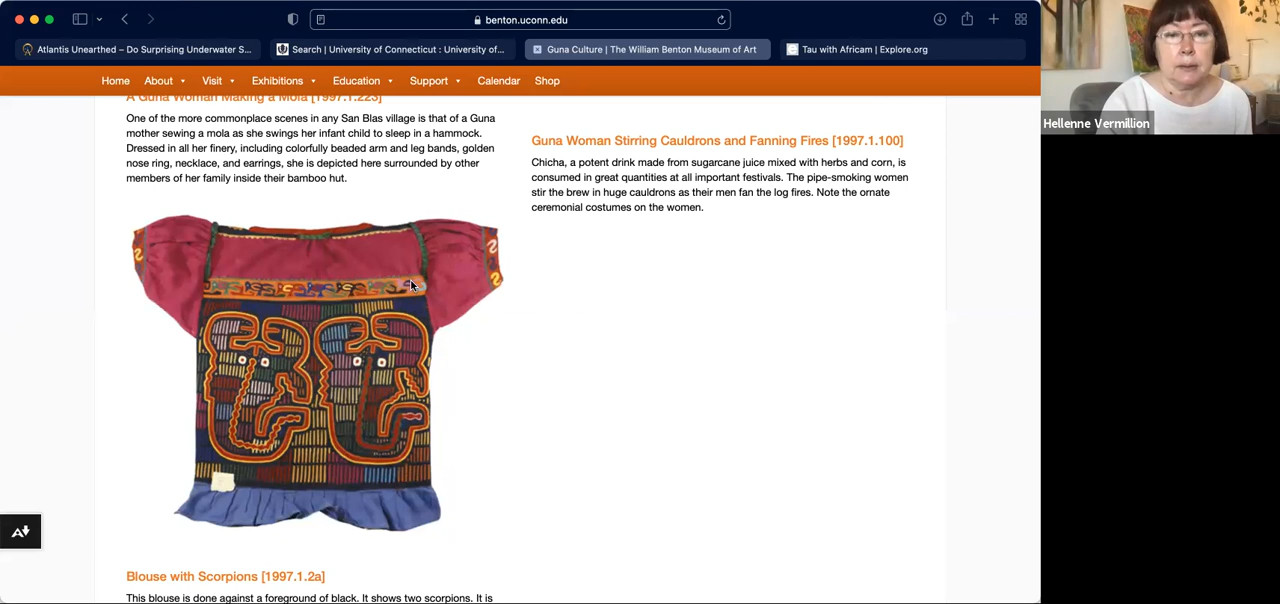 benton.uconn.edu
Atlantis Unearthed – Do Surprising Underwater S...
Search | University of Connecticut : University of...
Guna Culture | The William Benton Museum of Art
Tau with Africam | Explore.org
Home About Visit Exhibitions Education Support Calendar Shop
Hellenne Vermillion
A Guna Woman Making a Mola [1997.1.223]
One of the more commonplace scenes in any San Blas village is that of a Guna
mother sewing a mola as she swings her infant child to sleep in a hammock.
Dressed in all her finery, including colorfully beaded arm and leg bands, golden
nose ring, necklace, and earrings, she is depicted here surrounded by other
members of her family inside their bamboo hut.
Guna Woman Stirring Cauldrons and Fanning Fires [1997.1.100]
Chicha, a potent drink made from sugarcane juice mixed with herbs and corn, is
consumed in great quantities at all important festivals. The pipe-smoking women
stir the brew in huge cauldrons as their men fan the log fires. Note the ornate
ceremonial costumes on the women.
A
Blouse with Scorpions [1997.1.2a]
This blouse is done against a foreground of black. It shows two scorpions. It is